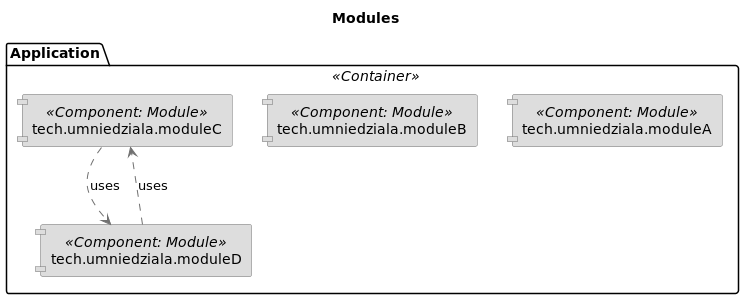 Modules
Application
«Container»
«Component: Module»
tech.umniedziala.moduleC
«Component: Module»
tech.umniedziala.moduleB
«Component: Module»
tech.umniedziala.moduleA
uses
uses
«Component: Module»
tech.umniedziala.moduleD